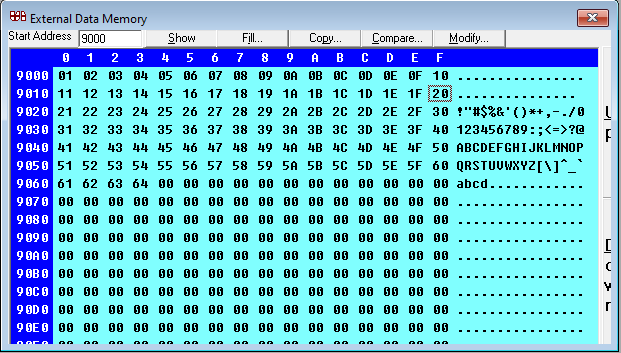 External Data Memory
Start Address 9000 Show Fill... Copy... Compare... Modify...
0 1 2 3 4 5 6 7 8 9 A B C D E F
9000 01 02 03 04 05 06 07 08 09 0A 0B 0C 0D 0E 0F 10 ................
9010 11 12 13 14 15 16 17 18 19 1A 1B 1C 1D 1E 1F 20 ...............
9020 21 22 23 24 25 26 27 28 29 2A 2B 2C 2D 2E 2F 30 !"#$%&'()*+,-./0
9030 31 32 33 34 35 36 37 38 39 3A 3B 3C 3D 3E 3F 40 123456789:;<=>?@
9040 41 42 43 44 45 46 47 48 49 4A 4B 4C 4D 4E 4F 50 ABCDEFGHIJKLMNOP
9050 51 52 53 54 55 56 57 58 59 5A 5B 5C 5D 5E 5F 60 QRSTUVWXYZ[\]^_`
9060 61 62 63 64 00 00 00 00 00 00 00 00 00 00 00 00 abcd............
9070 00 00 00 00 00 00 00 00 00 00 00 00 00 00 00 00 ................
9080 00 00 00 00 00 00 00 00 00 00 00 00 00 00 00 00 ................
9090 00 00 00 00 00 00 00 00 00 00 00 00 00 00 00 00 ................
90A0 00 00 00 00 00 00 00 00 00 00 00 00 00 00 00 00 ................
90B0 00 00 00 00 00 00 00 00 00 00 00 00 00 00 00 00 ................
90C0 00 00 00 00 00 00 00 00 00 00 00 00 00 00 00 00 ................
90D0 00 00 00 00 00 00 00 00 00 00 00 00 00 00 00 00 ................
90E0 00 00 00 00 00 00 00 00 00 00 00 00 00 00 00 00 ................